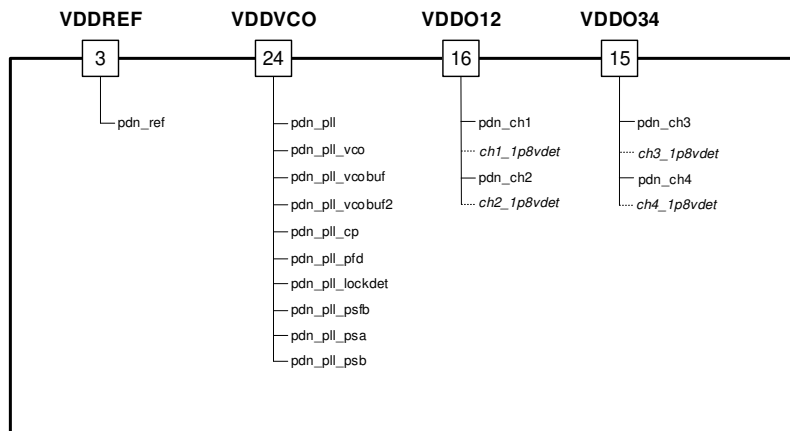 VDDREF VDDVCO VDDO12 VDDO34
3 24 16 15
pdn_ref pdn_pll pdn_ch1 pdn_ch3
pdn_pll_vco ch1_1p8vdet ch3_1p8vdet
pdn_pll_vcobuf pdn_ch2 pdn_ch4
pdn_pll_vcobuf2 ch2_1p8vdet ch4_1p8vdet
pdn_pll_cp
pdn_pll_pfd
pdn_pll_lockdet
pdn_pll_psfb
pdn_pll_psa
pdn_pll_psb